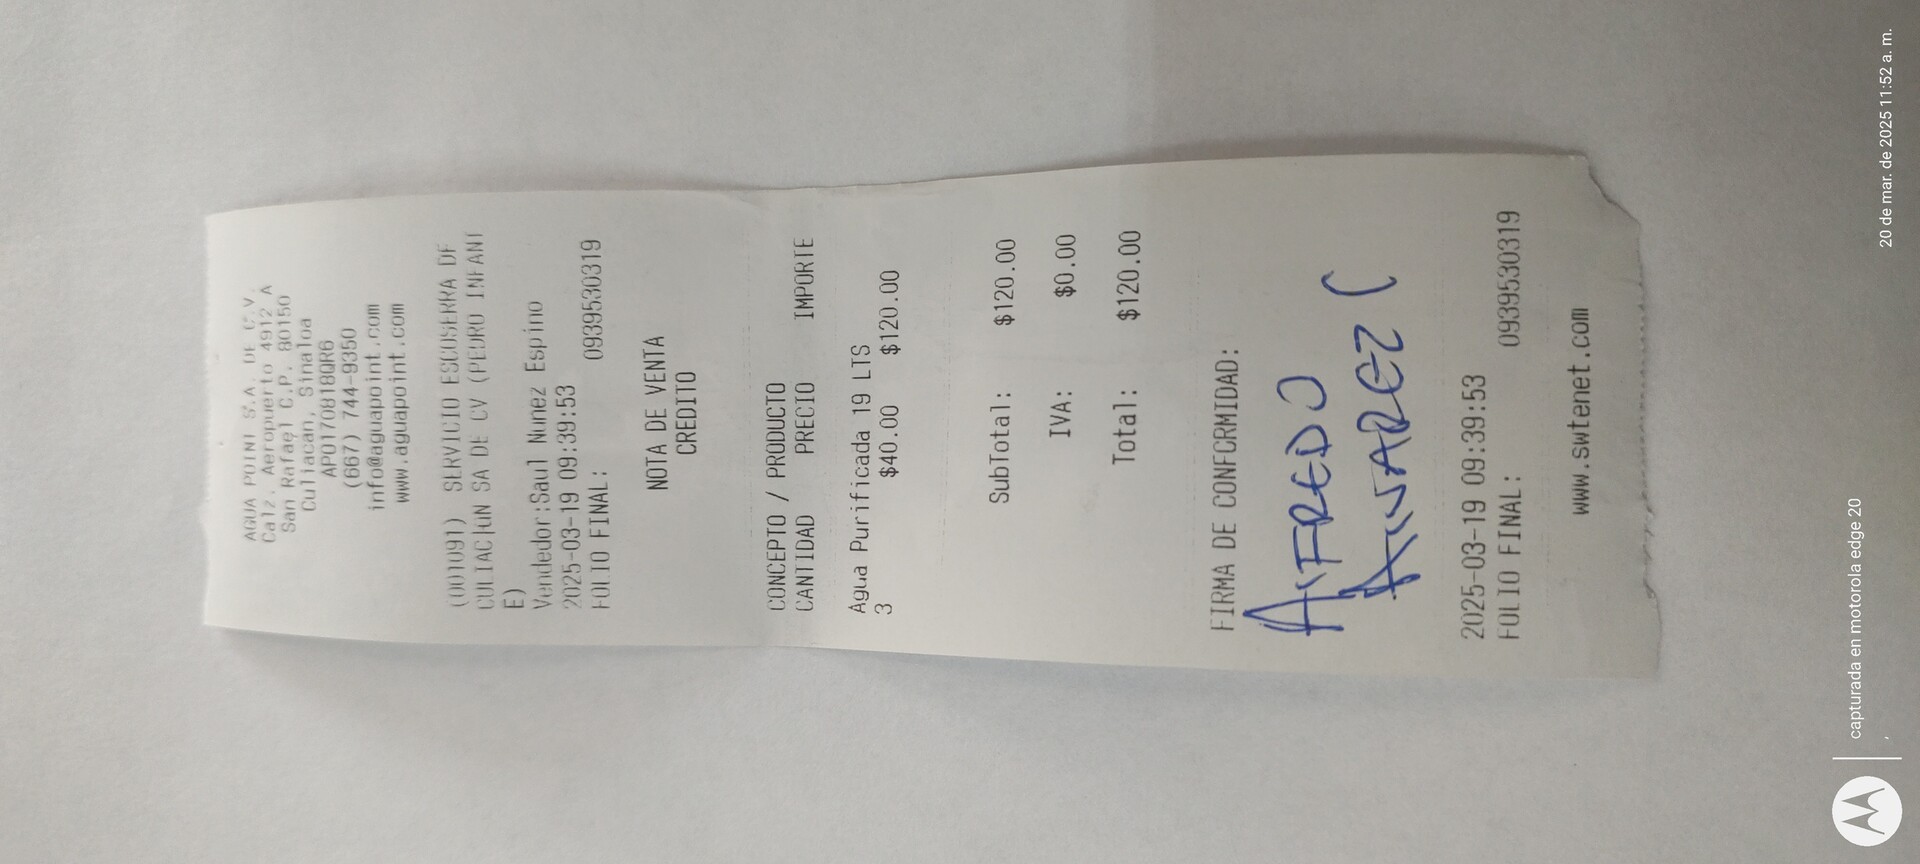 AGUA POINT S.A. DE C.V.
Calz. Aeropuerto 4912 A
San Rafael C.P. 80150
Culiacan, Sinaloa
APO170818QR6
(667) 744-9350
info@aguapoint.com
www.aguapoint.com
(001091) SERVICIO ESCOSERRA DE
CULIAC|uN SA DE CV (PEDRO INFANT
E)
Vendedor:Saul Nunez Espino
2025-03-19 09:39:53
FOLIO FINAL: 0939530319
NOTA DE VENTA
CREDITO
CONCEPTO / PRODUCTO
CANTIDAD PRECIO IMPORTE
Agua Purificada 19 LTS
3 $40.00 $120.00
SubTotal: $120.00
IVA: $0.00
Total: $120.00
FIRMA DE CONFORMIDAD:
ALFREDO
ALVAREZ C
2025-03-19 09:39:53
FOLIO FINAL: 0939530319
www.swtenet.com
capturada en motorola edge 20
,
20 de mar. de 2025 11:52 a. m.